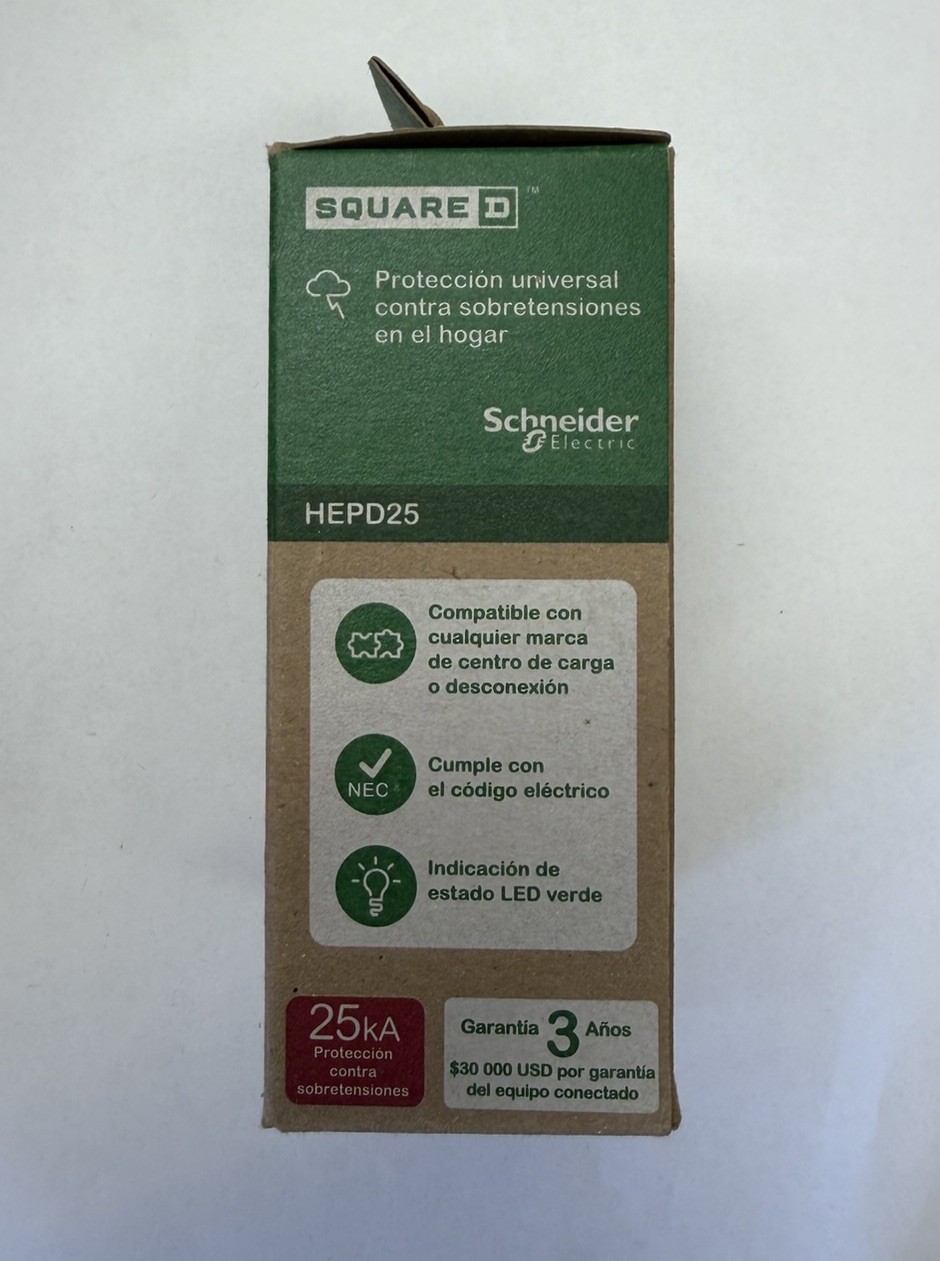 SQUARE D™
Protección universal
contra sobretensiones
en el hogar
Schneider
Electric
HEPD25
Compatible con
cualquier marca
de centro de carga
o desconexión
NEC
Cumple con
el código eléctrico
Indicación de
estado LED verde
25kA
Protección
contra
sobretensiones
Garantía 3 Años
$30 000 USD por garantía
del equipo conectado